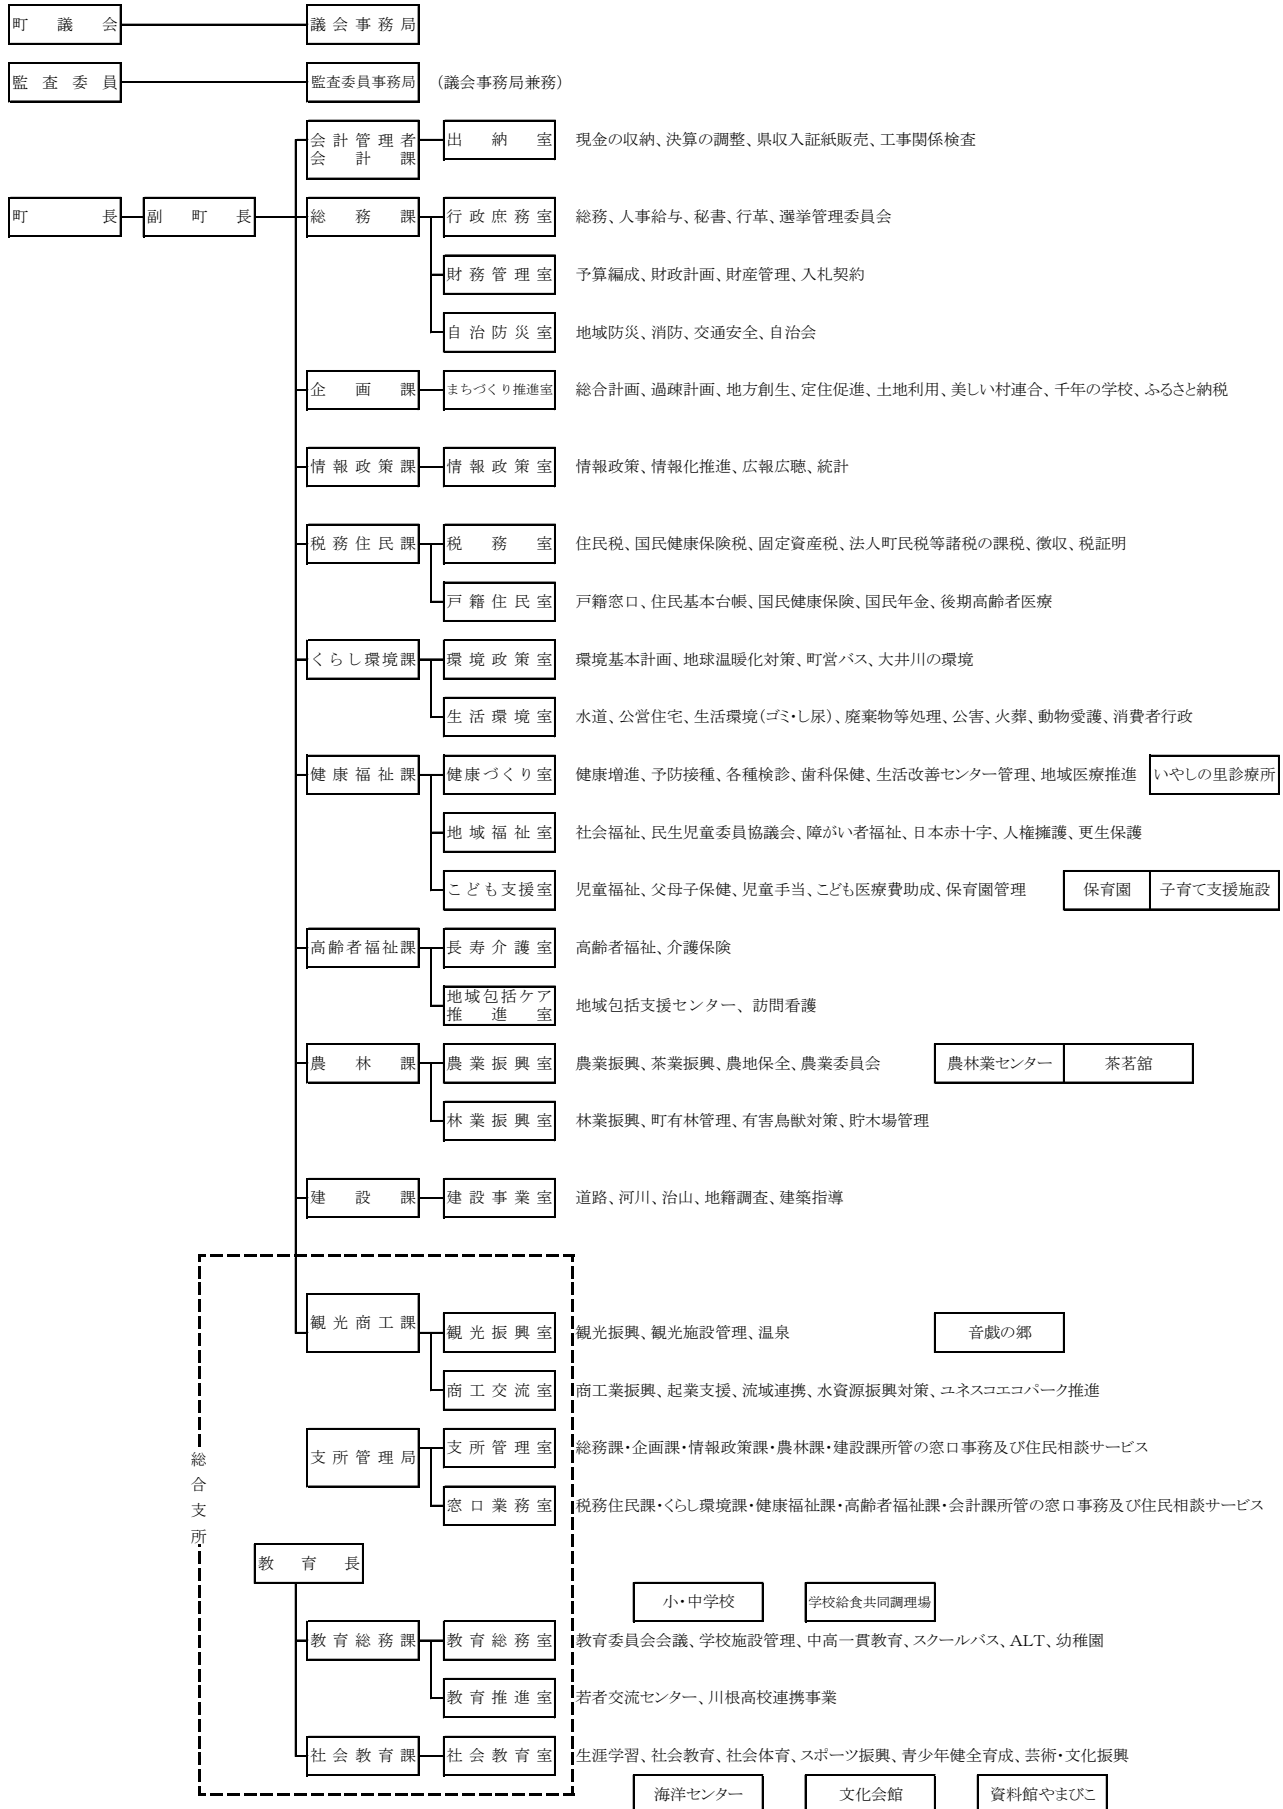 町議会 議会事務局
監査委員 監査委員事務局 (議会事務局兼務)
会計管理者 出納室 現金の収納、決算の調整、県収入証紙販売、工事関係検査
会計課
町長 副町長 総務課 行政庶務室 総務、人事給与、秘書、行革、選挙管理委員会
財務管理室 予算編成、財政計画、財産管理、入札契約
自治防災室 地域防災、消防、交通安全、自治会
企画課 まちづくり推進室 総合計画、過疎計画、地方創生、定住促進、土地利用、美しい村連合、千年の学校、ふるさと納税
情報政策課 情報政策室 情報政策、情報化推進、広報広聴、統計
税務住民課 税務室 住民税、国民健康保険税、固定資産税、法人町民税等諸税の課税、徴収、税証明
戸籍住民室 戸籍窓口、住民基本台帳、国民健康保険、国民年金、後期高齢者医療
くらし環境課 環境政策室 環境基本計画、地球温暖化対策、町営バス、大井川の環境
生活環境室 水道、公営住宅、生活環境(ゴミ・し尿)、廃棄物等処理、公害、火葬、動物愛護、消費者行政
健康福祉課 健康づくり室 健康増進、予防接種、各種検診、歯科保健、生活改善センター管理、地域医療推進 いやしの里診療所
地域福祉室 社会福祉、民生児童委員協議会、障がい者福祉、日本赤十字、人権擁護、更生保護
こども支援室 児童福祉、父母子保健、児童手当、こども医療費助成、保育園管理 保育園 子育て支援施設
高齢者福祉課 長寿介護室 高齢者福祉、介護保険
地域包括ケア
推進室 地域包括支援センター、訪問看護
農林課 農業振興室 農業振興、茶業振興、農地保全、農業委員会 農林業センター 茶茗舘
林業振興室 林業振興、町有林管理、有害鳥獣対策、貯木場管理
建設課 建設事業室 道路、河川、治山、地籍調査、建築指導
観光商工課 観光振興室 観光振興、観光施設管理、温泉 音戯の郷
商工交流室 商工業振興、起業支援、流域連携、水資源振興対策、ユネスコエコパーク推進
支所管理局 支所管理室 総務課・企画課・情報政策課・農林課・建設課所管の窓口事務及び住民相談サービス
総合支所
窓口業務室 税務住民課・くらし環境課・健康福祉課・高齢者福祉課・会計課所管の窓口事務及び住民相談サービス
教育長
小・中学校 学校給食共同調理場
教育総務課 教育総務室 教育委員会会議、学校施設管理、中高一貫教育、スクールバス、ALT、幼稚園
教育推進室 若者交流センター、川根高校連携事業
社会教育課 社会教育室 生涯学習、社会教育、社会体育、スポーツ振興、青少年健全育成、芸術・文化振興
海洋センター 文化会館 資料館やまびこ